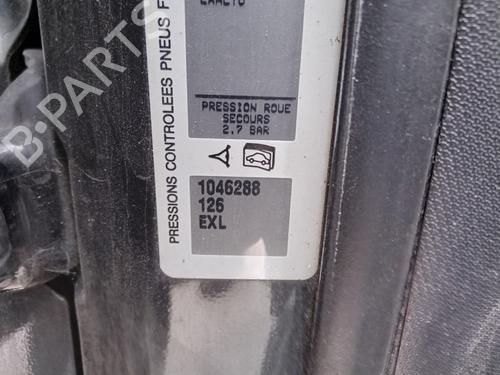 PRESSIONS CONTROLEES PNEUS F
PRESSION ROUE
SECOURS
2.7 BAR
1046288
126
EXL
B-PARTS